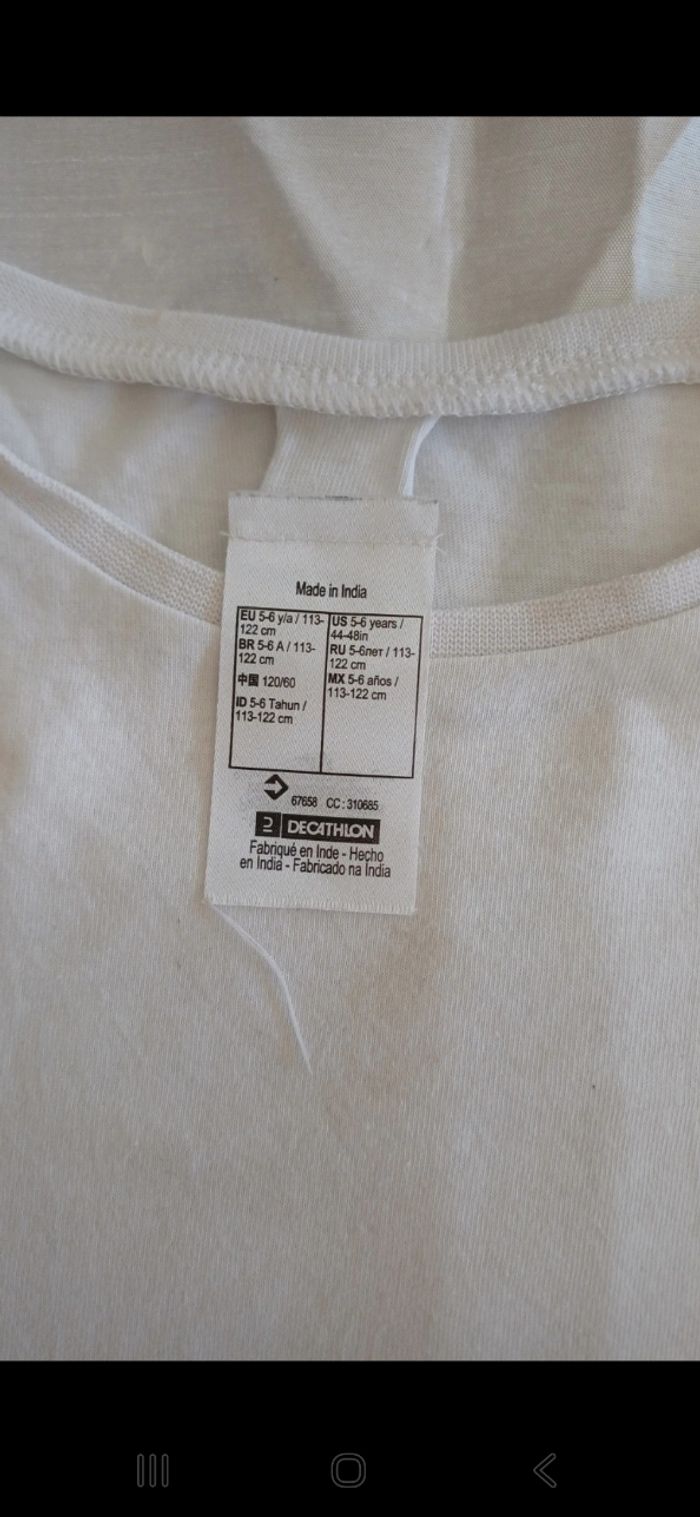 Made in India
EU 5-6 y/a / 113-
122 cm
BR 5-6 A / 113-
122 cm
中国 120/60
ID 5-6 Tahun /
113-122 cm
US 5-6 years /
44-48in
RU 5-6лет / 113-
122 cm
MX 5-6 años /
113-122 cm
67658 CC : 310685
DECATHLON
Fabriqué en Inde - Hecho
en India - Fabricado na India